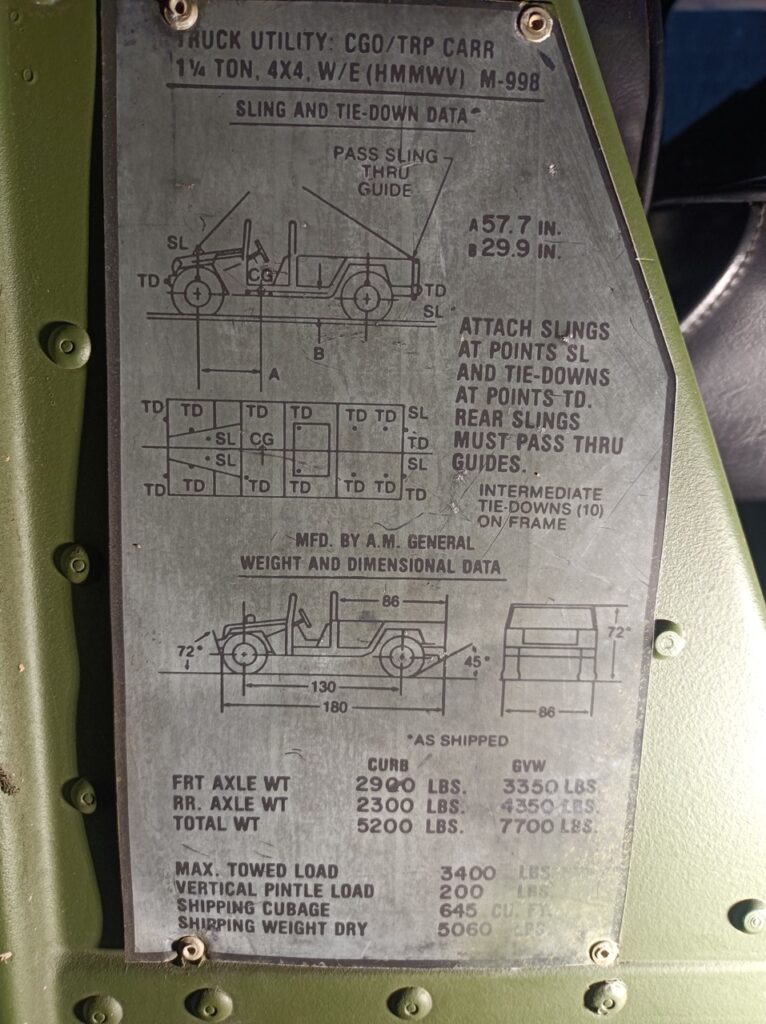 TRUCK UTILITY: CGO/TRP CARR
1¼ TON, 4X4, W/E (HMMWV) M-998
SLING AND TIE-DOWN DATA*
PASS SLING
THRU
GUIDE
A 57.7 IN.
B 29.9 IN.
SL
CG
TD
TD
SL
B
A
ATTACH SLINGS
AT POINTS SL
AND TIE-DOWNS
AT POINTS TD.
REAR SLINGS
MUST PASS THRU
GUIDES.
TD TD TD TD TD TD SL
SL CG TD
SL SL
TD TD TD TD TD TD TD
INTERMEDIATE
TIE-DOWNS (10)
ON FRAME
MFD. BY A.M. GENERAL
WEIGHT AND DIMENSIONAL DATA
86
72° 45° 72*
130
180
86
*AS SHIPPED
CURB GVW
FRT AXLE WT 2900 LBS. 3350 LBS.
RR. AXLE WT 2300 LBS. 4350 LBS.
TOTAL WT 5200 LBS. 7700 LBS.
MAX. TOWED LOAD 3400 LBS
VERTICAL PINTLE LOAD 200 LBS.
SHIPPING CUBAGE 645 CU. FT.
SHIPPING WEIGHT DRY 5060 LBS.